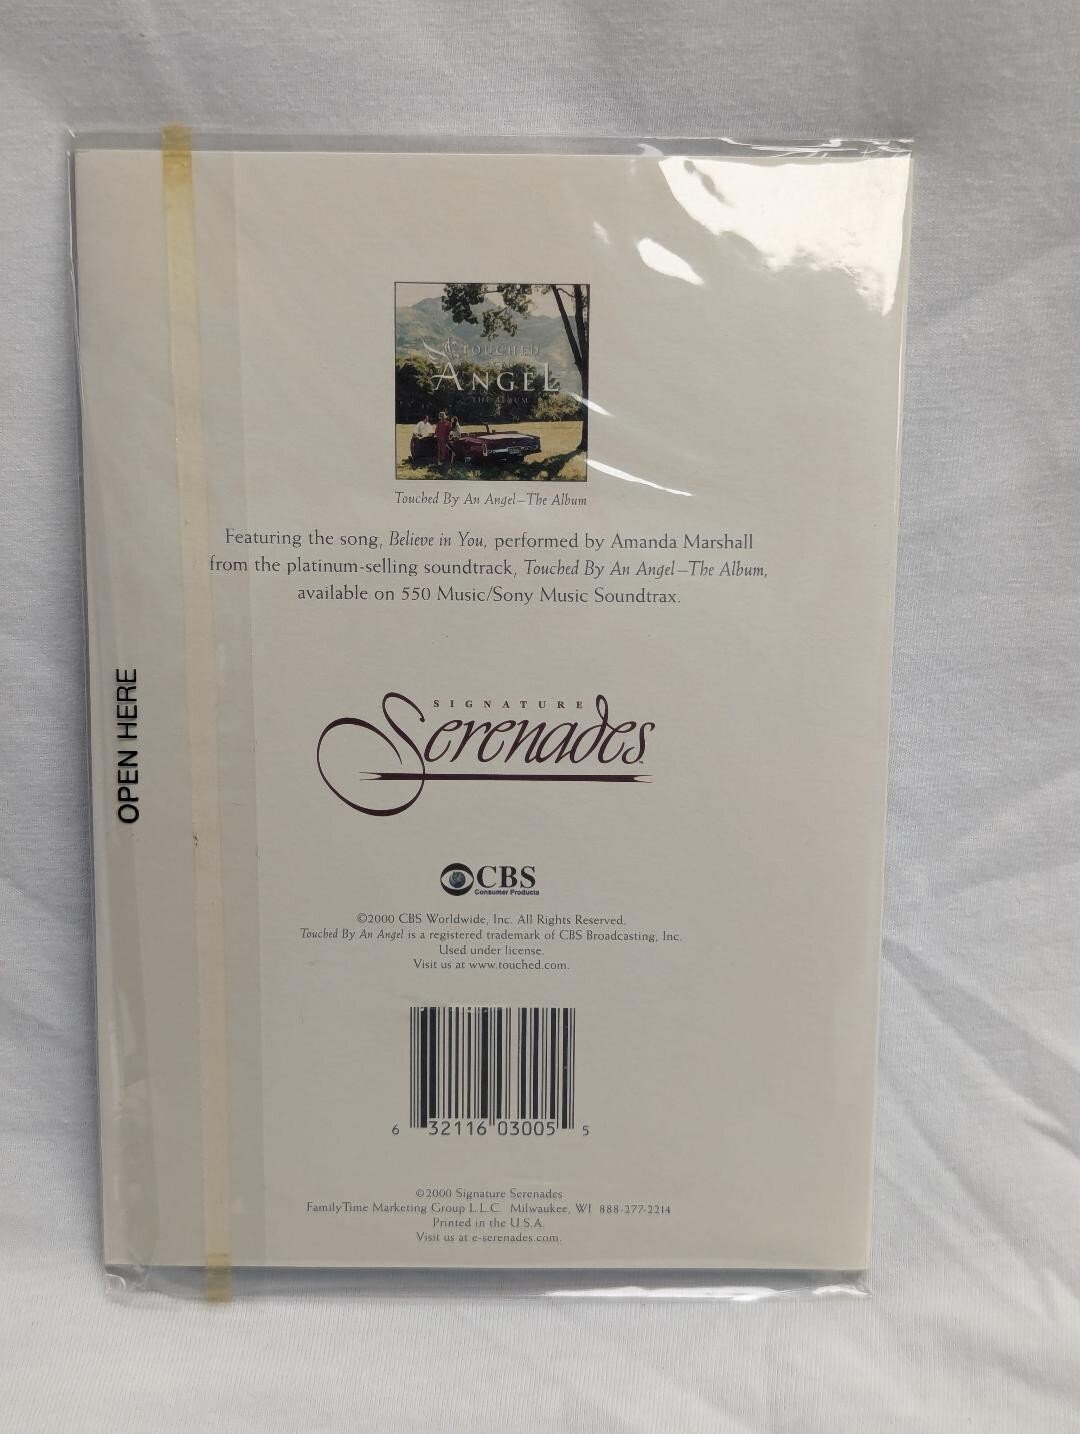 TOUCHED
BY AN
ANGEL
THE ALBUM
Touched By An Angel–The Album
Featuring the song, Believe in You, performed by Amanda Marshall
from the platinum-selling soundtrack, Touched By An Angel–The Album,
available on 550 Music/Sony Music Soundtrax.
OPEN HERE
SIGNATURE
Serenades
CBS
Consumer Products
©2000 CBS Worldwide, Inc. All Rights Reserved.
Touched By An Angel is a registered trademark of CBS Broadcasting, Inc.
Used under license.
Visit us at www.touched.com.
6 32116 03005 5
©2000 Signature Serenades
FamilyTime Marketing Group L.L.C. Milwaukee, WI 888-277-2214
Printed in the U.S.A.
Visit us at e-serenades.com.